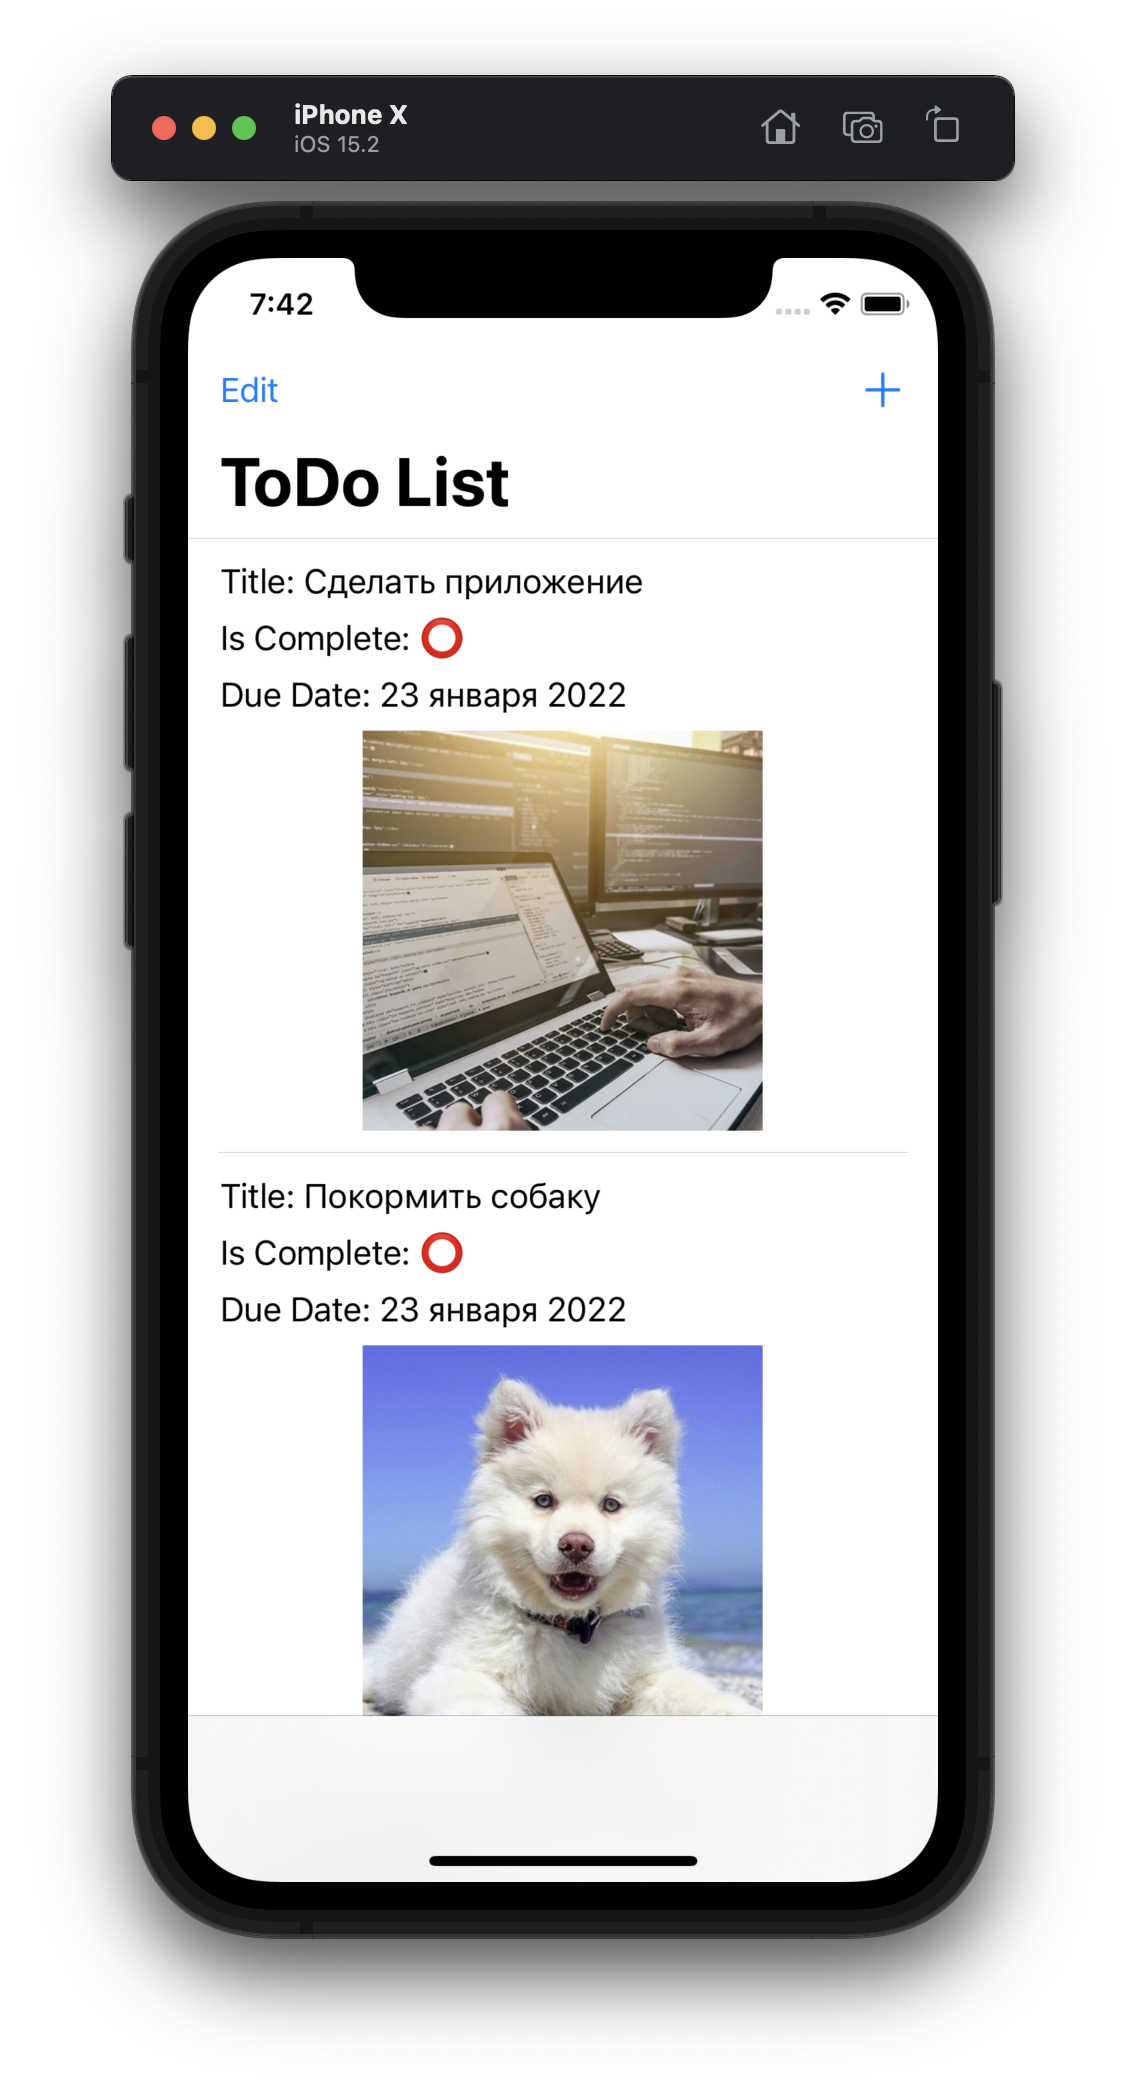 iPhone X
iOS 15.2
7:42
Edit
ToDo List
Title: Сделать приложение
Is Complete: ⭕
Due Date: 23 января 2022
Title: Покормить собаку
Is Complete: ⭕
Due Date: 23 января 2022